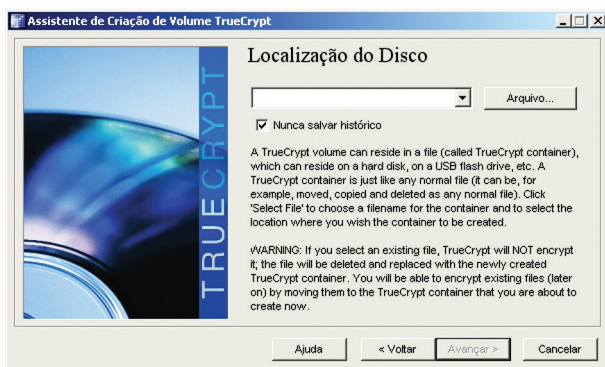 Assistente de Criação de Volume TrueCrypt
TRUECRYPT
Localização do Disco
Arquivo...
Nunca salvar histórico
A TrueCrypt volume can reside in a file (called TrueCrypt container),
which can reside on a hard disk, on a USB flash drive, etc. A
TrueCrypt container is just like any normal file (it can be, for
example, moved, copied and deleted as any normal file). Click
'Select File' to choose a filename for the container and to select the
location where you wish the container to be created.
WARNING: If you select an existing file, TrueCrypt will NOT encrypt
it; the file will be deleted and replaced with the newly created
TrueCrypt container. You will be able to encrypt existing files (later
on) by moving them to the TrueCrypt container that you are about to
create now.
Ajuda
< Voltar
Avançar >
Cancelar